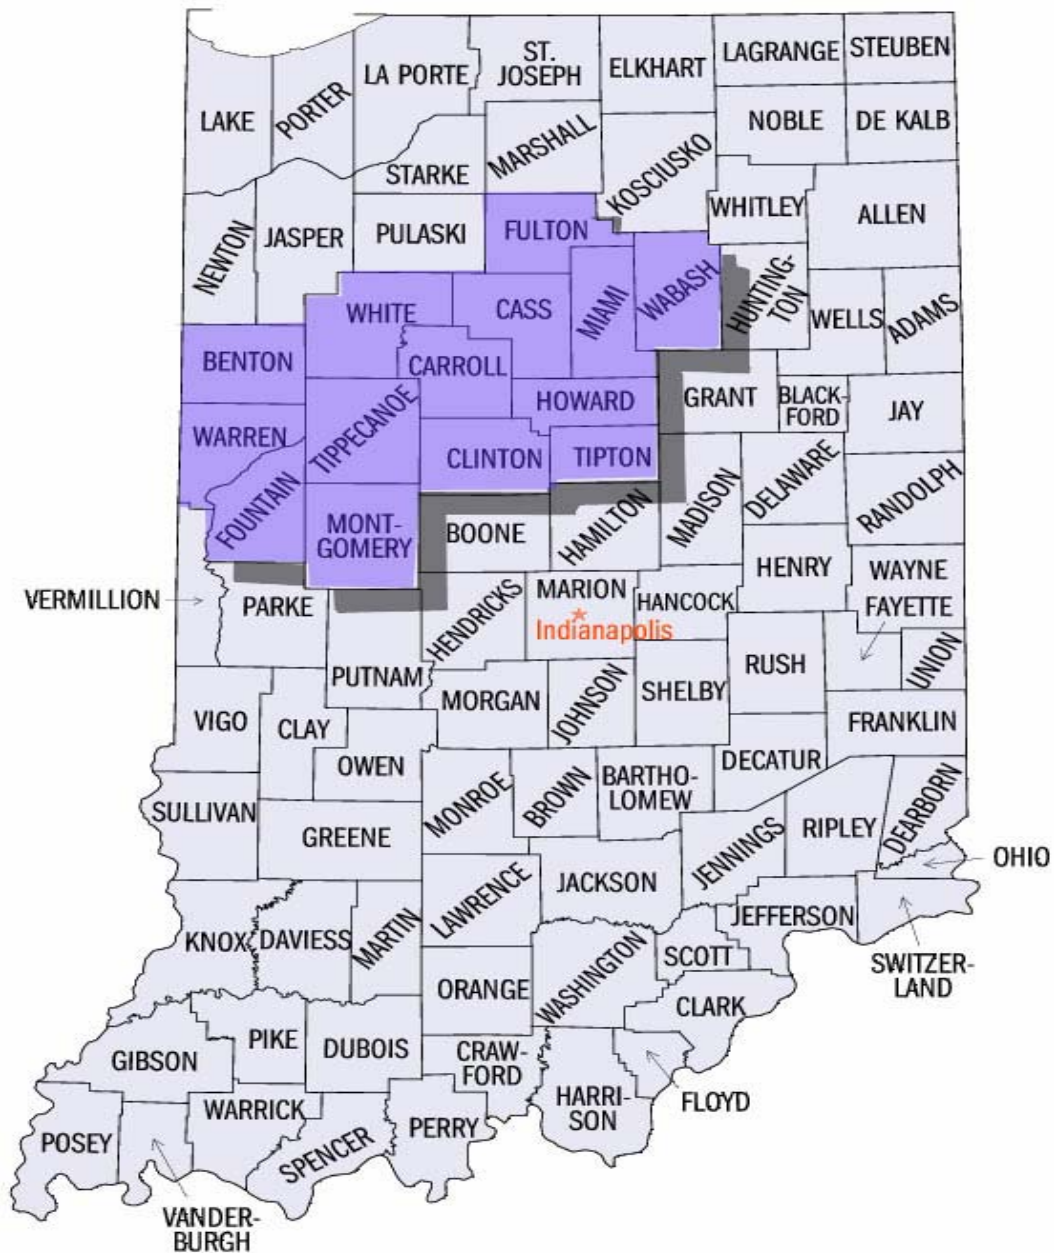 ST.
JOSEPH
LAGRANGE
STEUBEN
LA PORTE
ELKHART
LAKE
PORTER
NOBLE
DE KALB
MARSHALL
STARKE
KOSCIUSKO
WHITLEY
ALLEN
NEWTON
JASPER
PULASKI
FULTON
WHITE
CASS
MIAMI
WABASH
HUNTING-
TON
WELLS
ADAMS
BENTON
CARROLL
HOWARD
GRANT
BLACK-
FORD
JAY
WARREN
TIPPECANOE
CLINTON
TIPTON
MADISON
DELAWARE
RANDOLPH
FOUNTAIN
MONT-
GOMERY
BOONE
HAMILTON
HENRY
WAYNE
VERMILLION
PARKE
HENDRICKS
MARION
Indianapolis
HANCOCK
FAYETTE
PUTNAM
RUSH
UNION
MORGAN
JOHNSON
SHELBY
VIGO
CLAY
FRANKLIN
OWEN
DECATUR
MONROE
BROWN
BARTHO-
LOMEW
SULLIVAN
GREENE
JENNINGS
RIPLEY
DEARBORN
OHIO
LAWRENCE
JACKSON
KNOX
DAVIESS
MARTIN
JEFFERSON
SCOTT
SWITZER-
LAND
ORANGE
WASHINGTON
CLARK
GIBSON
PIKE
DUBOIS
CRAW-
FORD
HARRI-
SON
FLOYD
POSEY
WARRICK
SPENCER
PERRY
VANDER-
BURGH